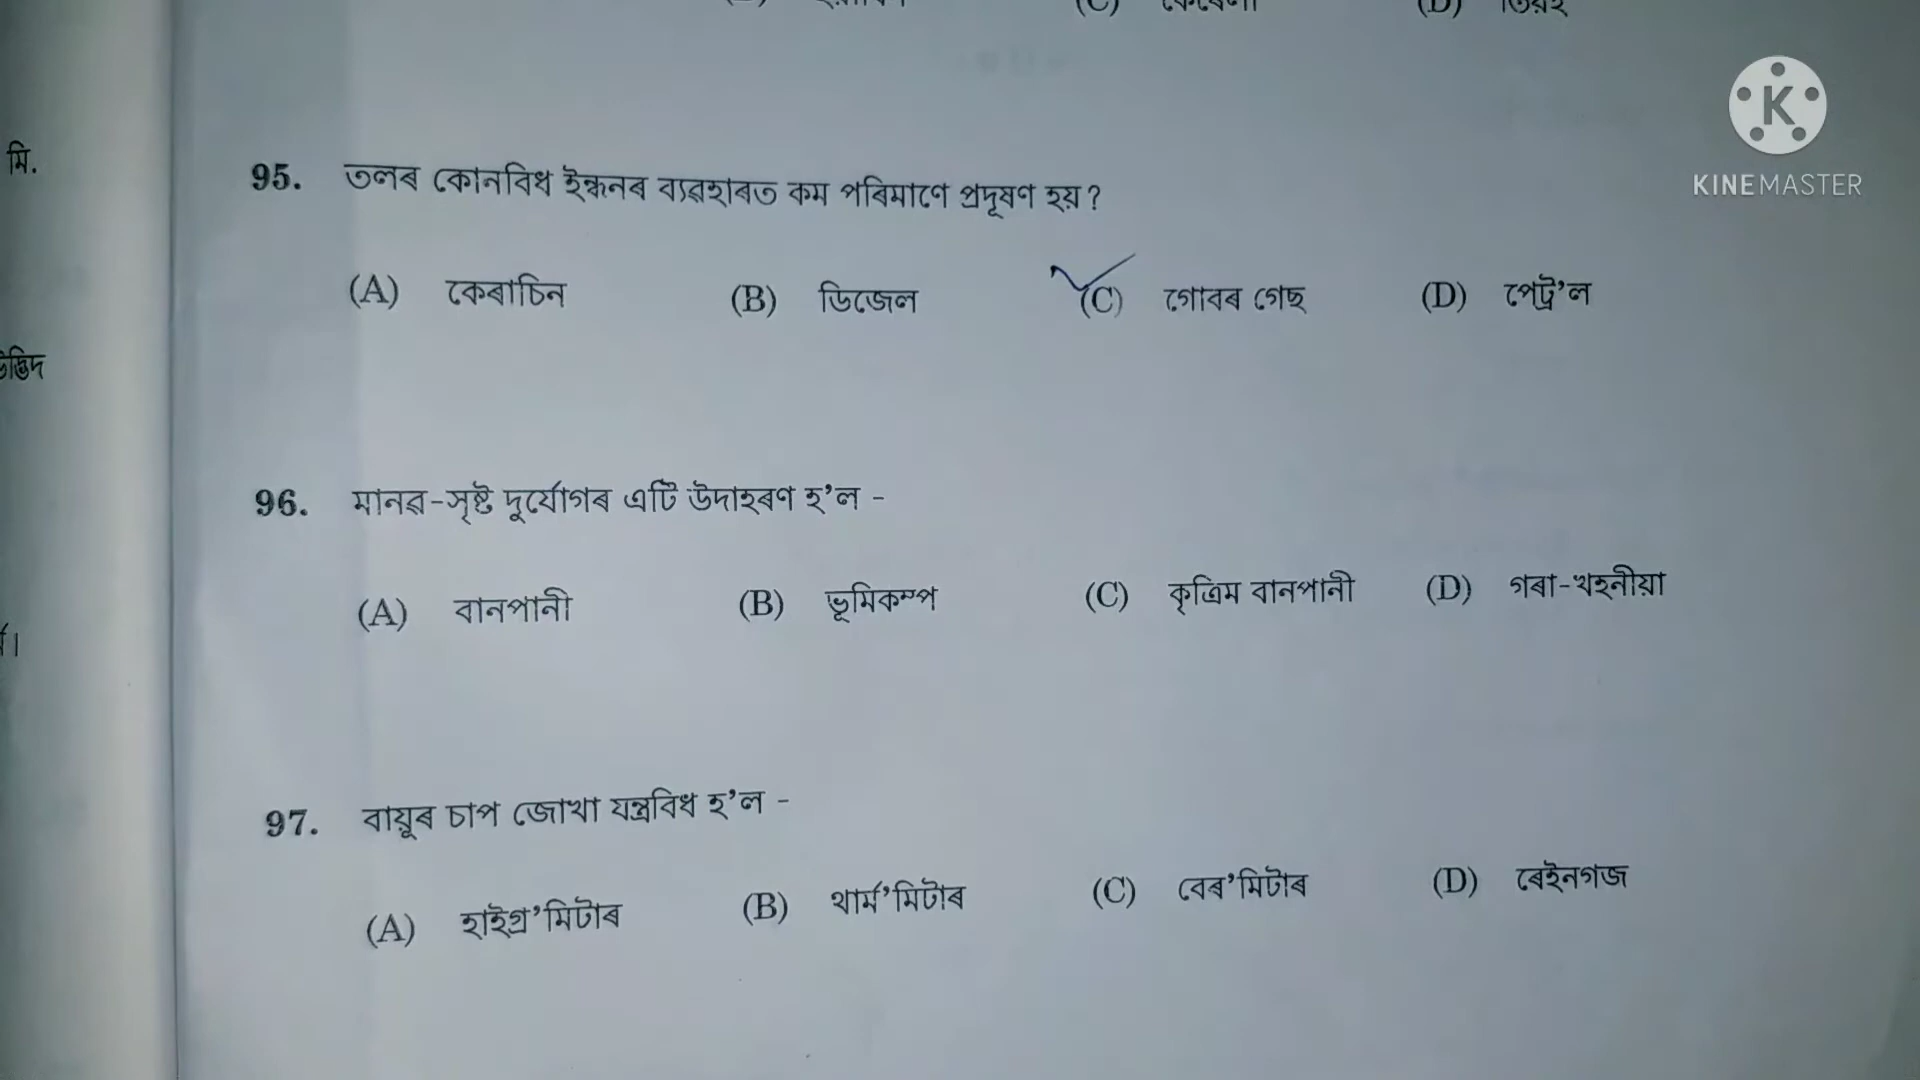 (C)
(D)
মি.
KINEMASTER
95. তলৰ কোনবিধ ইন্ধনৰ ব্যৱহাৰত কম পৰিমাণে প্ৰদূষণ হয় ?
(A) কেৰাচিন (B) ডিজেল (C) গোবৰ গেছ (D) পেট্ৰ'ল
উদ্ভিদ
96. মানৱ-সৃষ্ট দুৰ্যোগৰ এটি উদাহৰণ হ'ল -
(A) বানপানী (B) ভূমিকম্প (C) কৃত্ৰিম বানপানী (D) গৰা-খহনীয়া
97. বায়ুৰ চাপ জোখা যন্ত্ৰবিধ হ'ল -
(A) হাইগ্ৰ'মিটাৰ (B) থাৰ্ম'মিটাৰ (C) বেৰ'মিটাৰ (D) ৰেইনগজ